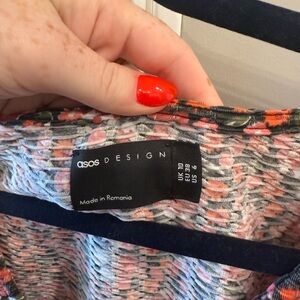 asos DESIGN
Made in Romania
UK 10
EU 38
US 6